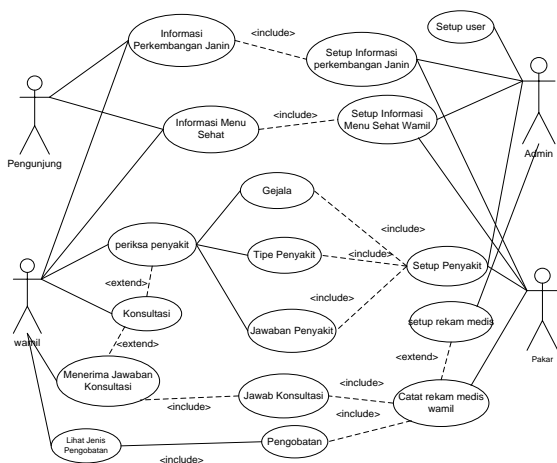 Informasi
Perkembangan Janin
<include>
Setup Informasi
perkembangan Janin
Setup user
Pengunjung
Informasi Menu
Sehat
<include>
Setup Informasi
Menu Sehat Wamil
Admin
Gejala
<include>
periksa penyakit
Tipe Penyakit
<include>
Setup Penyakit
<extend>
<include>
wamil
Konsultasi
Jawaban Penyakit
setup rekam medis
Pakar
<extend>
<extend>
Menerima Jawaban
Konsultasi
<include>
Jawab Konsultasi
<include>
Catat rekam medis
wamil
<include>
Lihat Jenis
Pengobatan
<include>
Pengobatan